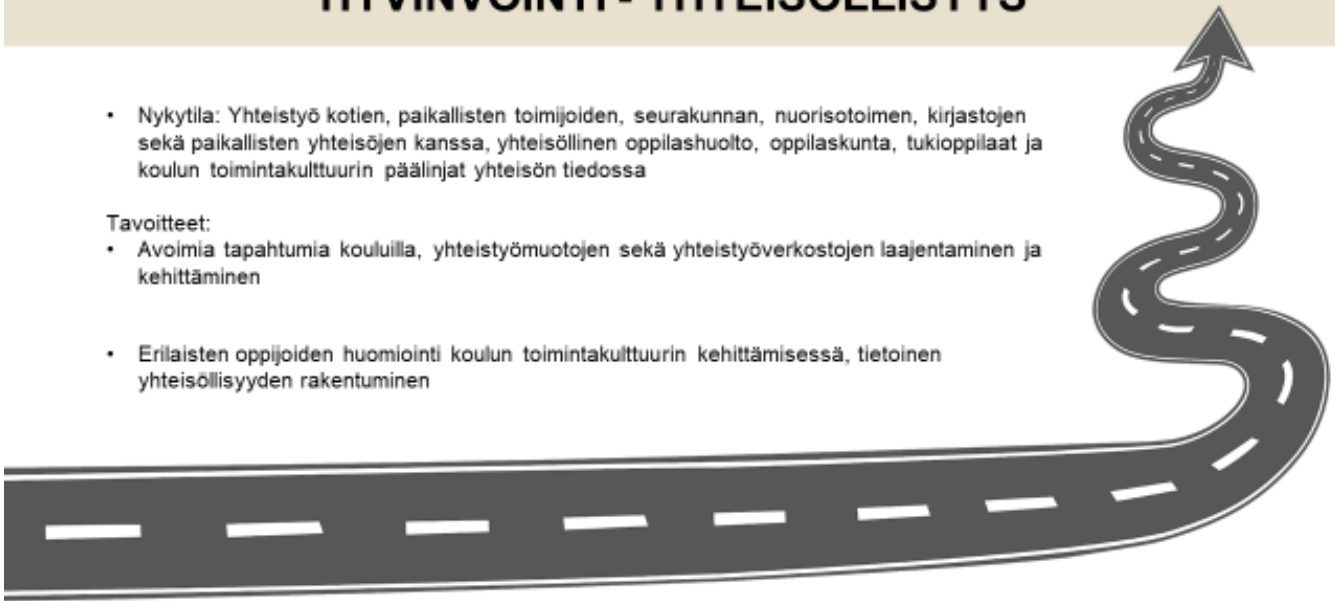 HYVINVOINTI - YHTEISÖLLISYYS
• Nykytila: Yhteistyö kotien, paikallisten toimijoiden, seurakunnan, nuorisotoimen, kirjastojen
sekä paikallisten yhteisöjen kanssa, yhteisöllinen oppilashuolto, oppilaskunta, tukioppilaat ja
koulun toimintakulttuurin päälinjat yhteisön tiedossa
Tavoitteet:
• Avoimia tapahtumia kouluilla, yhteistyömuotojen sekä yhteistyöverkostojen laajentaminen ja
kehittäminen
• Erilaisten oppijoiden huomiointi koulun toimintakulttuurin kehittämisessä, tietoinen
yhteisöllisyyden rakentuminen